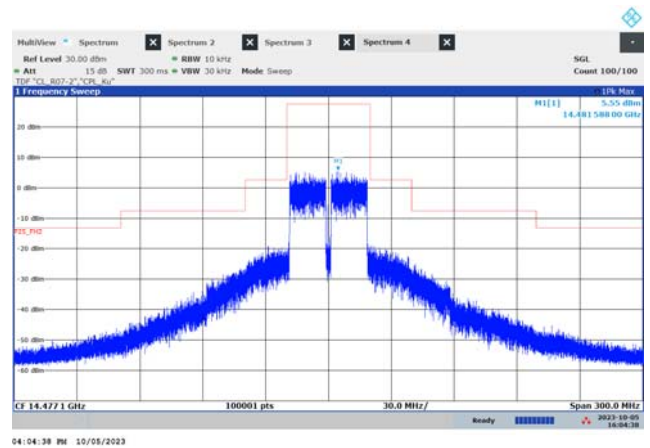 MultiView Spectrum X Spectrum 2 X Spectrum 3 X Spectrum 4 X
Ref Level 30.00 dBm RBW 10 kHz SGL
Att 15 dB SWT 300 ms VBW 30 kHz Mode Sweep Count 100/100
TDF "CL_R07-2","CPL_Ku"
1 Frequency Sweep 1Pk Max
M1[1] 5.55 dBm
14.481 588 00 GHz
20 dBm
10 dBm
M1
0 dBm
-10 dBm
-20 dBm
-30 dBm
-40 dBm
-50 dBm
-60 dBm
CF 14.4771 GHz 100001 pts 30.0 MHz/ Span 300.0 MHz
Ready 2023-10-05
16:04:38
04:04:38 PM 10/05/2023